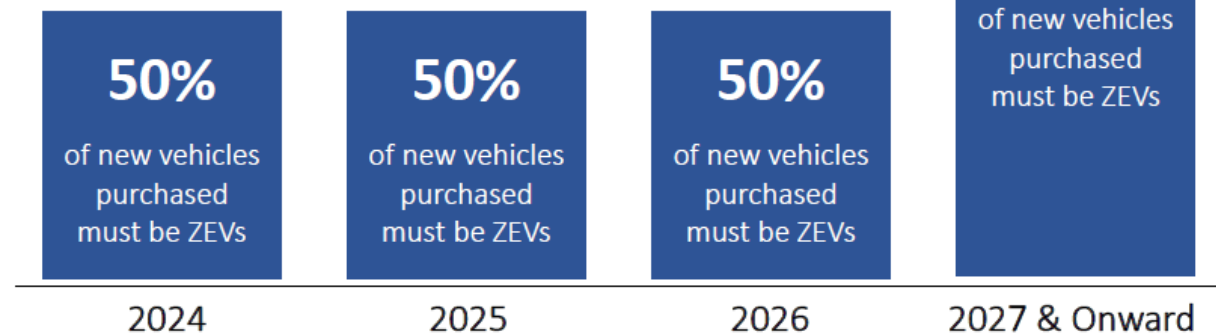 50%
of new vehicles
purchased
must be ZEVs
2024
50%
of new vehicles
purchased
must be ZEVs
2025
50%
of new vehicles
purchased
must be ZEVs
2026
of new vehicles
purchased
must be ZEVs
2027 & Onward